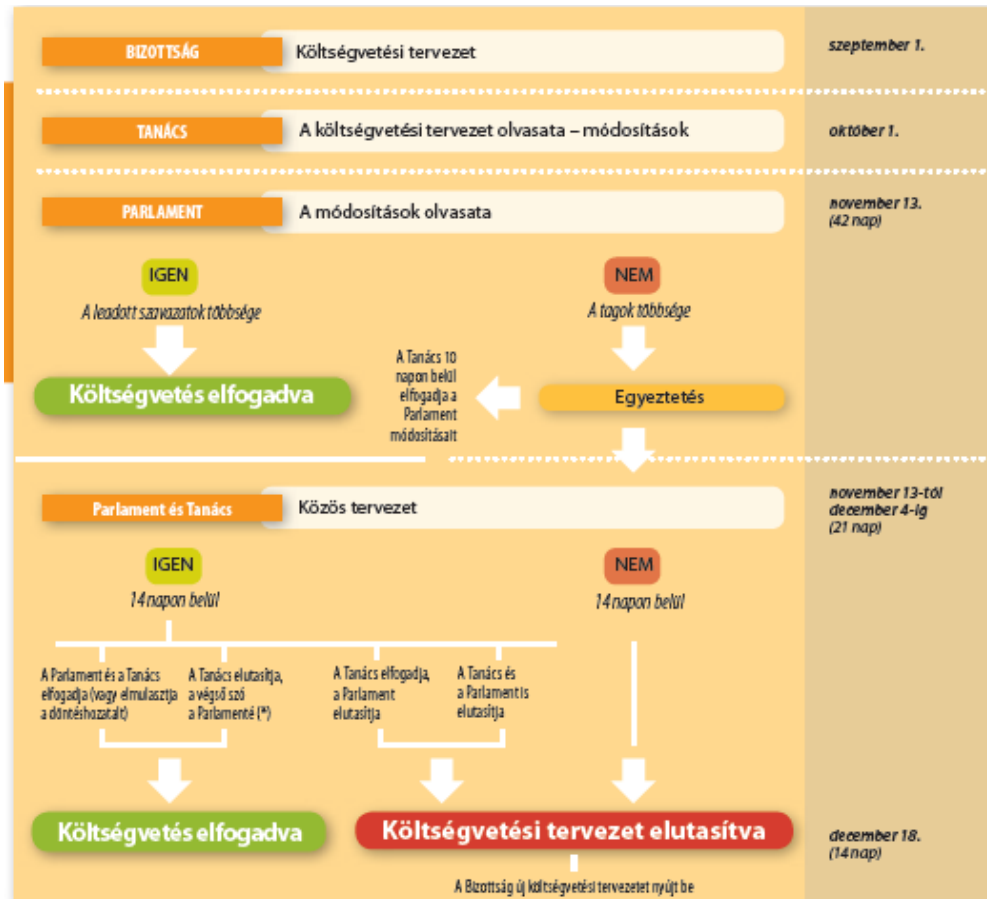 BIZOTTSÁG
Költségvetési tervezet
szeptember 1.
TANÁCS
A költségvetési tervezet olvasata – módosítások
október 1.
PARLAMENT
A módosítások olvasata
november 13.
(42 nap)
IGEN
A leadott szavazatok többsége
NEM
A tagok többsége
Költségvetés elfogadva
A Tanács 10
napon belül
elfogadja a
Parlament
módosításait
Egyeztetés
Parlament és Tanács
Közös tervezet
november 13-tól
december 4-ig
(21 nap)
IGEN
14 napon belül
NEM
14 napon belül
A Parlament és a Tanács
elfogadja (vagy elmulasztja
a döntéshozatalt)
A Tanács elutasítja,
a végső szó
a Parlamenté (*)
A Tanács elfogadja,
a Parlament
elutasítja
A Tanács és
a Parlament is
elutasítja
Költségvetés elfogadva
Költségvetési tervezet elutasítva
december 18.
(14 nap)
A Bizottság új költségvetési tervezetet nyújt be